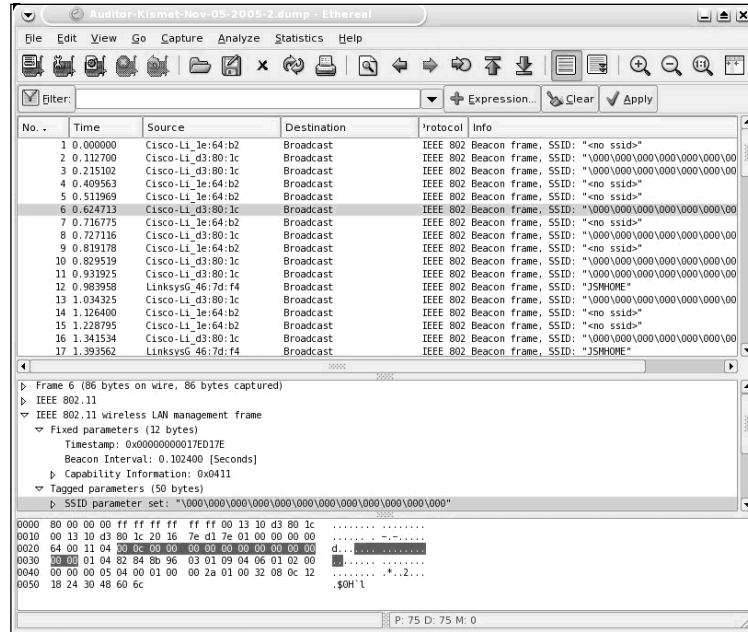 Auditor-Kismet-Nov-05-2005-2.dump - Ethereal
File Edit View Go Capture Analyze Statistics Help
Filter: Expression... Clear Apply
No. . Time Source Destination Protocol Info
1 0.000000 Cisco-Li_1e:64:b2 Broadcast IEEE 802 Beacon frame, SSID: "<no ssid>"
2 0.112700 Cisco-Li_d3:80:1c Broadcast IEEE 802 Beacon frame, SSID: "\000\000\000\000\000\000\00
3 0.215102 Cisco-Li_d3:80:1c Broadcast IEEE 802 Beacon frame, SSID: "\000\000\000\000\000\000\00
4 0.409563 Cisco-Li_1e:64:b2 Broadcast IEEE 802 Beacon frame, SSID: "<no ssid>"
5 0.511969 Cisco-Li_1e:64:b2 Broadcast IEEE 802 Beacon frame, SSID: "<no ssid>"
6 0.624713 Cisco-Li_d3:80:1c Broadcast IEEE 802 Beacon frame, SSID: "\000\000\000\000\000\000\00
7 0.716775 Cisco-Li_1e:64:b2 Broadcast IEEE 802 Beacon frame, SSID: "<no ssid>"
8 0.727116 Cisco-Li_d3:80:1c Broadcast IEEE 802 Beacon frame, SSID: "\000\000\000\000\000\000\00
9 0.819178 Cisco-Li_1e:64:b2 Broadcast IEEE 802 Beacon frame, SSID: "<no ssid>"
10 0.829519 Cisco-Li_d3:80:1c Broadcast IEEE 802 Beacon frame, SSID: "\000\000\000\000\000\000\00
11 0.931925 Cisco-Li_d3:80:1c Broadcast IEEE 802 Beacon frame, SSID: "\000\000\000\000\000\000\00
12 0.983958 LinksysG_46:7d:f4 Broadcast IEEE 802 Beacon frame, SSID: "JSMHOME"
13 1.034325 Cisco-Li_d3:80:1c Broadcast IEEE 802 Beacon frame, SSID: "\000\000\000\000\000\000\00
14 1.126400 Cisco-Li_1e:64:b2 Broadcast IEEE 802 Beacon frame, SSID: "<no ssid>"
15 1.228795 Cisco-Li_1e:64:b2 Broadcast IEEE 802 Beacon frame, SSID: "<no ssid>"
16 1.341534 Cisco-Li_d3:80:1c Broadcast IEEE 802 Beacon frame, SSID: "\000\000\000\000\000\000\00
17 1.393562 LinksysG_46:7d:f4 Broadcast IEEE 802 Beacon frame, SSID: "JSMHOME"
Frame 6 (86 bytes on wire, 86 bytes captured)
IEEE 802.11
IEEE 802.11 wireless LAN management frame
Fixed parameters (12 bytes)
Timestamp: 0x00000000017ED17E
Beacon Interval: 0.102400 [Seconds]
Capability Information: 0x0411
Tagged parameters (50 bytes)
SSID parameter set: "\000\000\000\000\000\000\000\000\000\000\000\000"
0000 80 00 00 00 ff ff ff ff ff ff 00 13 10 d3 80 1c ........ ........
0010 00 13 10 d3 80 1c 20 16 7e d1 7e 01 00 00 00 00 ...... . ~.~.....
0020 64 00 11 04 00 0c 00 00 00 00 00 00 00 00 00 00 d....... ........
0030 00 00 01 04 82 84 8b 96 03 01 09 04 06 01 02 00 ........ ........
0040 00 00 00 05 04 00 01 00 00 2a 01 00 32 08 0c 12 ........ .*..2...
0050 18 24 30 48 60 6c .$0H`l
P: 75 D: 75 M: 0